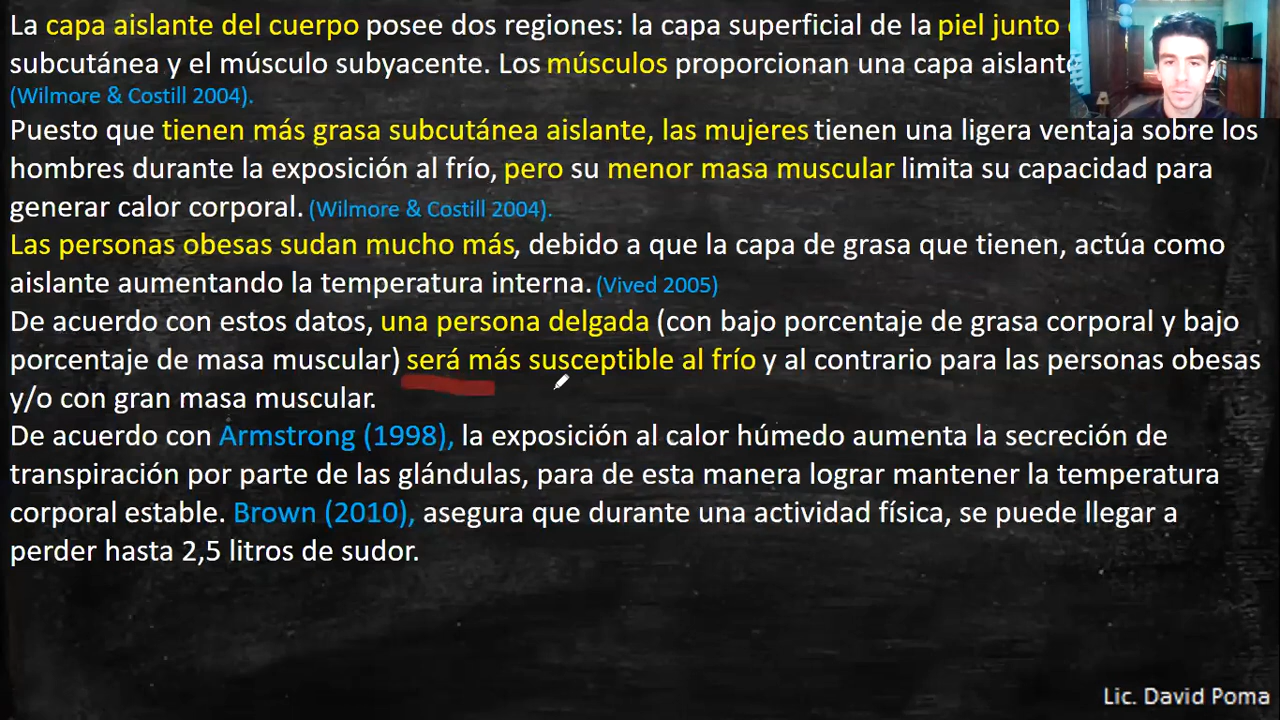 La capa aislante del cuerpo posee dos regiones: la capa superficial de la piel junto
subcutánea y el músculo subyacente. Los músculos proporcionan una capa aislante
(Wilmore & Costill 2004).
Puesto que tienen más grasa subcutánea aislante, las mujeres tienen una ligera ventaja sobre los
hombres durante la exposición al frío, pero su menor masa muscular limita su capacidad para
generar calor corporal. (Wilmore & Costill 2004).
Las personas obesas sudan mucho más, debido a que la capa de grasa que tienen, actúa como
aislante aumentando la temperatura interna. (Vived 2005)
De acuerdo con estos datos, una persona delgada (con bajo porcentaje de grasa corporal y bajo
porcentaje de masa muscular) será más susceptible al frío y al contrario para las personas obesas
y/o con gran masa muscular.
De acuerdo con Armstrong (1998), la exposición al calor húmedo aumenta la secreción de
transpiración por parte de las glándulas, para de esta manera lograr mantener la temperatura
corporal estable. Brown (2010), asegura que durante una actividad física, se puede llegar a
perder hasta 2,5 litros de sudor.
Lic. David Poma